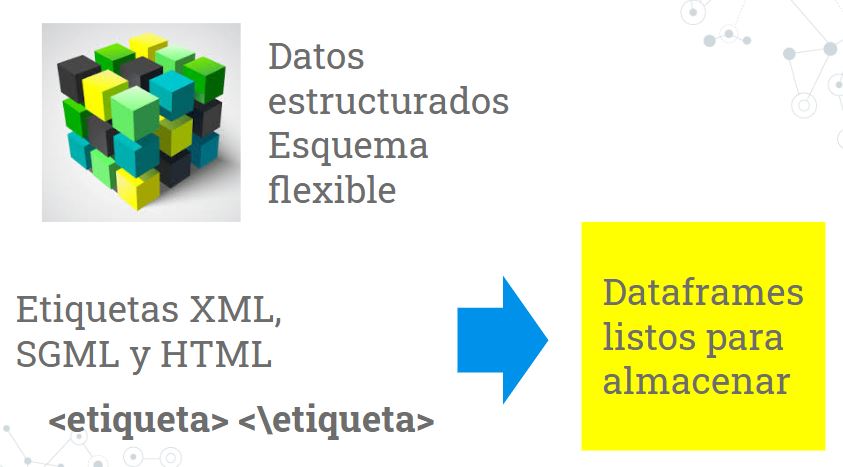 Datos
estructurados
Esquema
flexible
Etiquetas XML,
SGML y HTML
<etiqueta> <\etiqueta>
Dataframes
listos para
almacenar